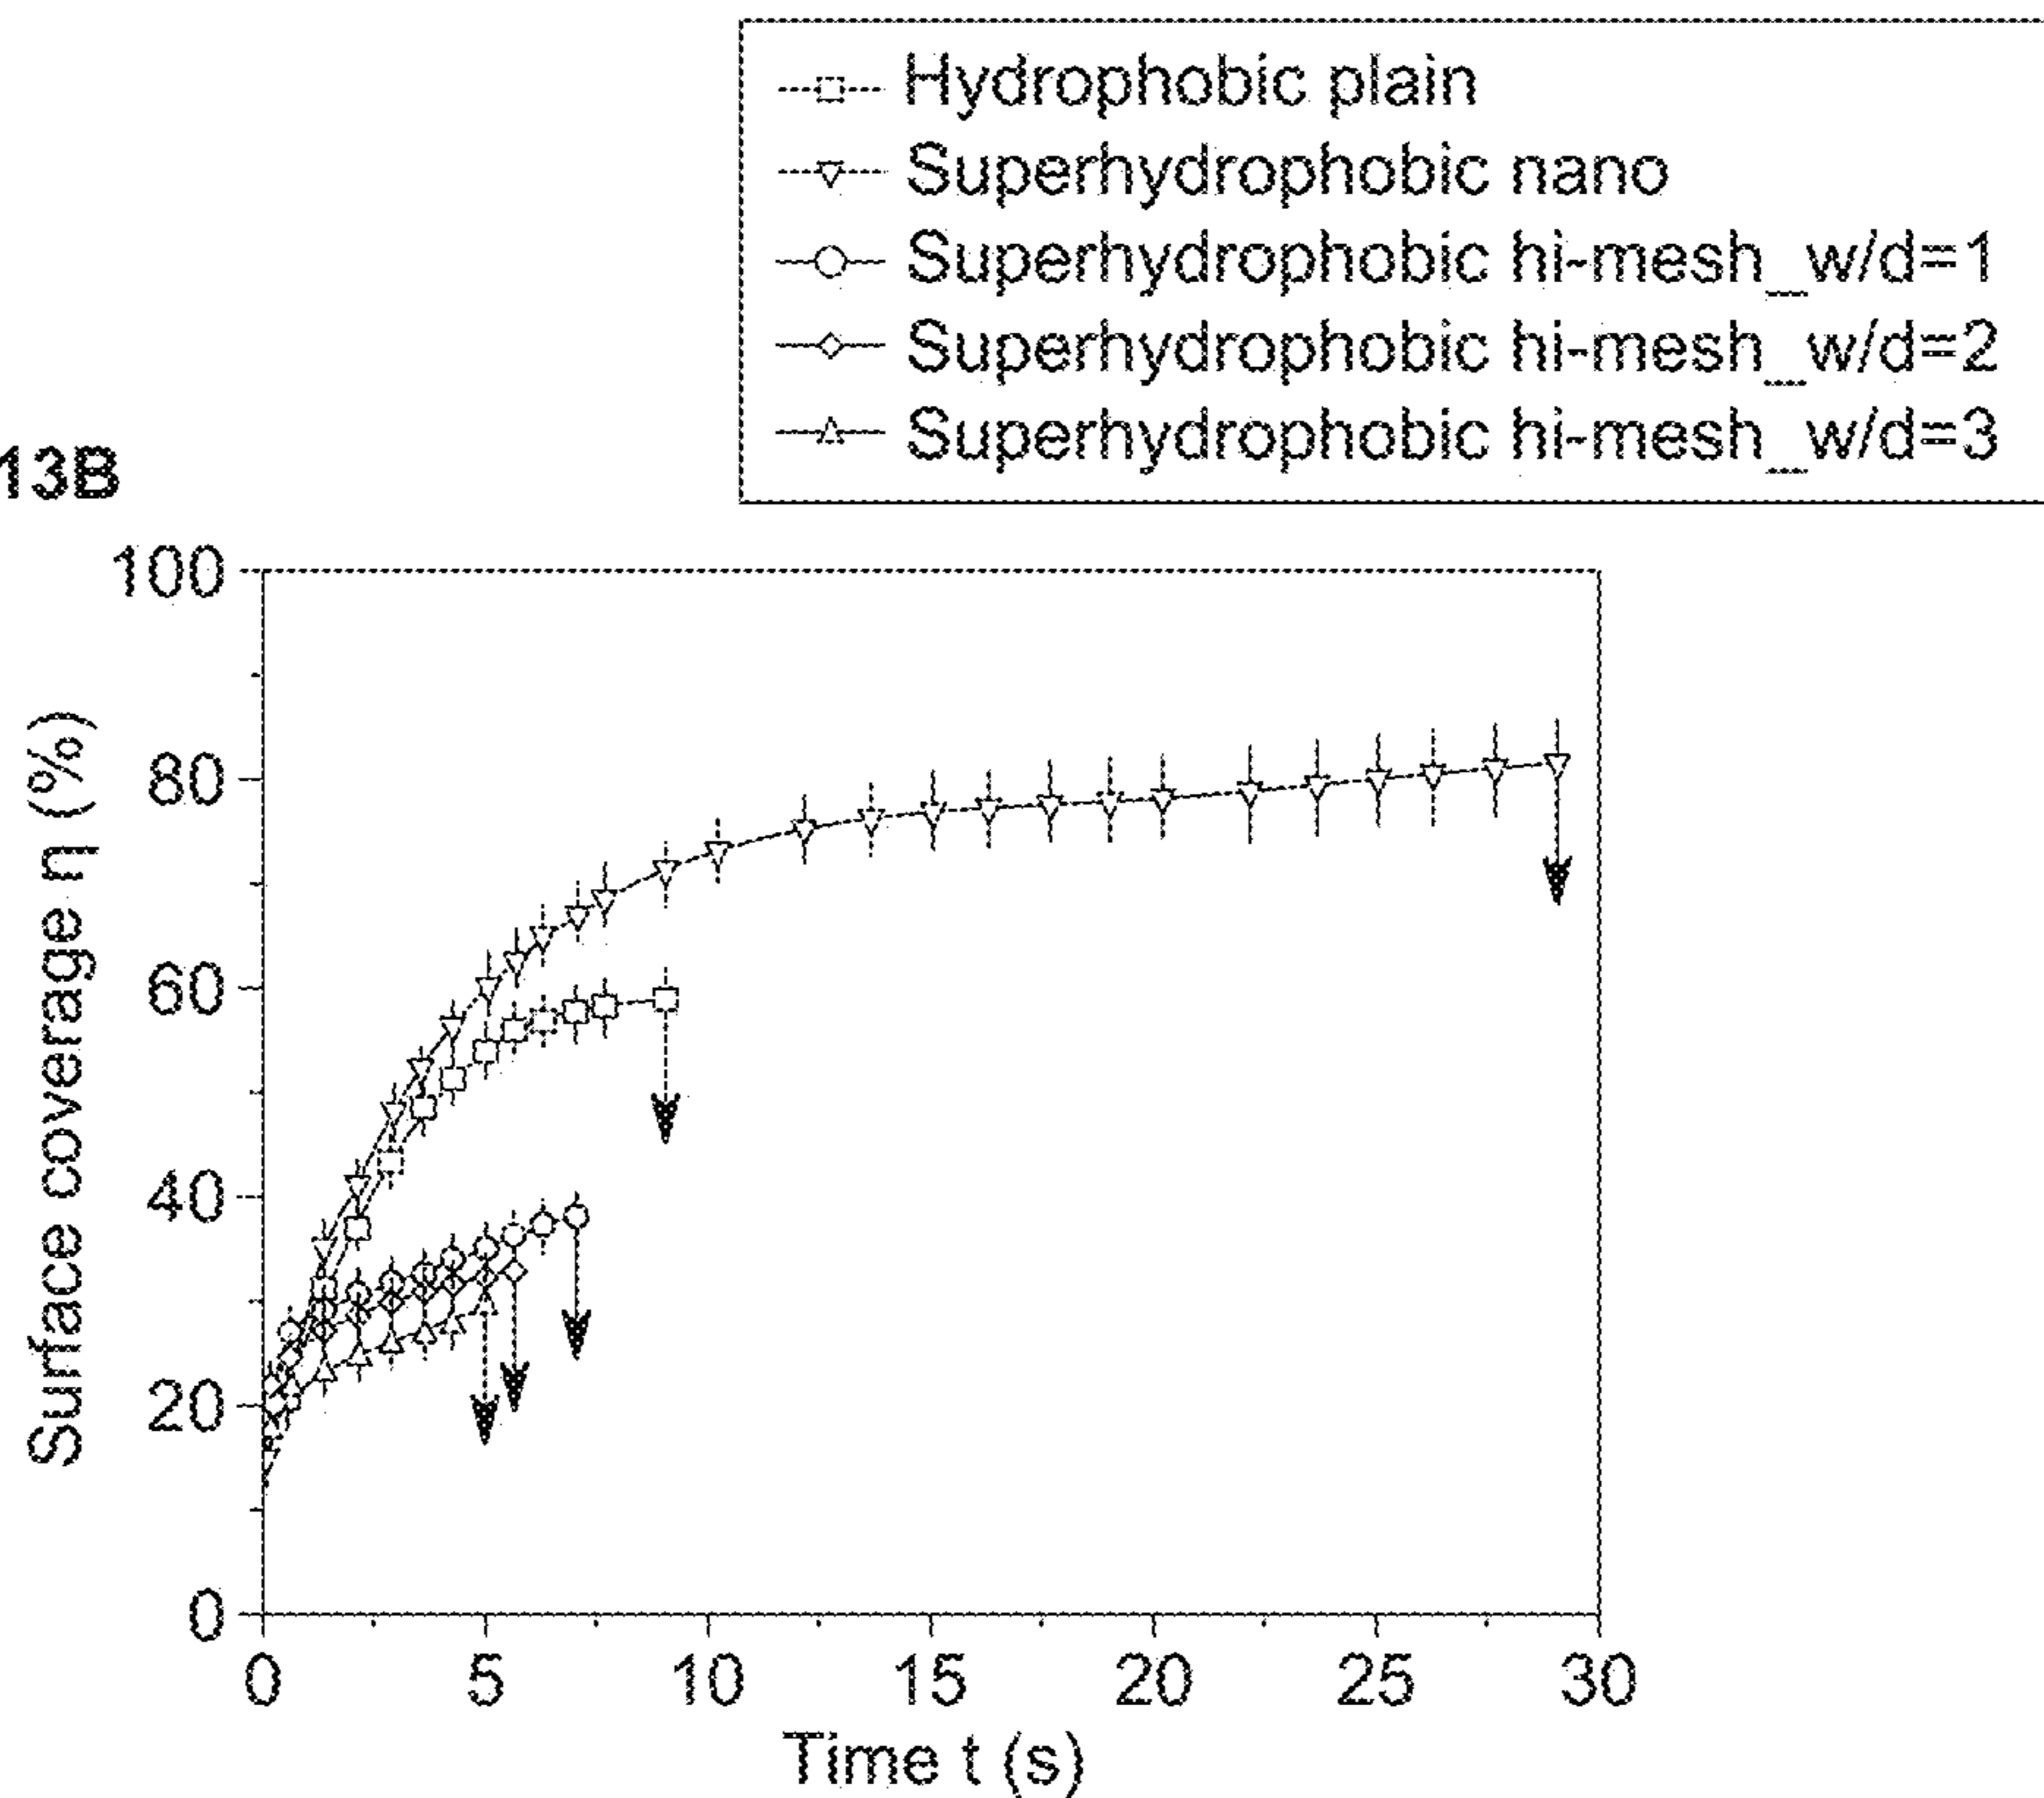 Hydrophobic plain
Superhydrophobic nano
Superhydrophobic hi-mesh_w/d=1
Superhydrophobic hi-mesh_w/d=2
Superhydrophobic hi-mesh_w/d=3
13B
100
80
60
40
20
0
Surface coverage η (%)
0 5 10 15 20 25 30
Time t (s)